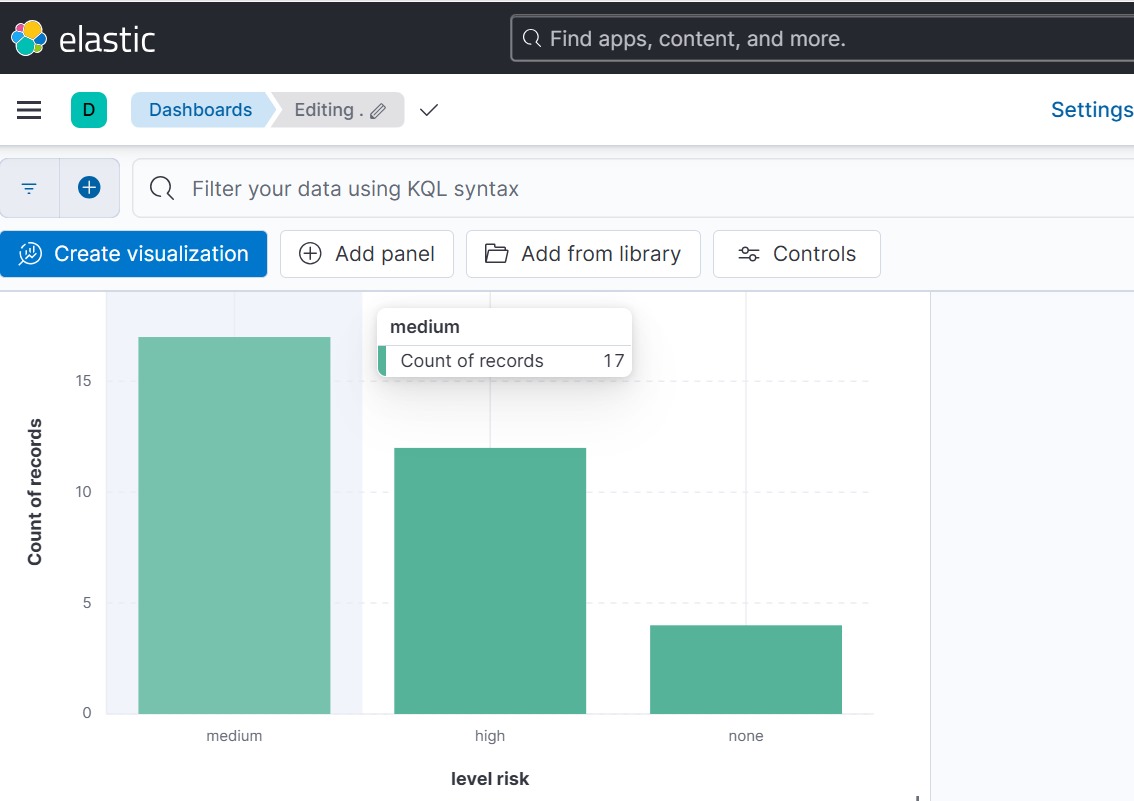 elastic
Find apps, content, and more.
D
Dashboards
Editing .
Settings
Filter your data using KQL syntax
Create visualization
Add panel
Add from library
Controls
medium
Count of records 17
Count of records
15
10
5
0
medium
high
none
level risk